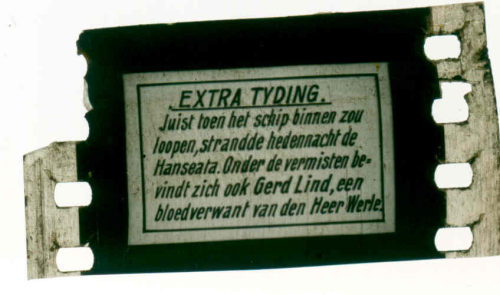 EXTRA TYDING.
Juist toen het schip binnen zou
loopen, strandde hedennacht de
Hanseata. Onder de vermisten be=
vindt zich ook Gerd Lind, een
bloedverwant van den Heer Werle.